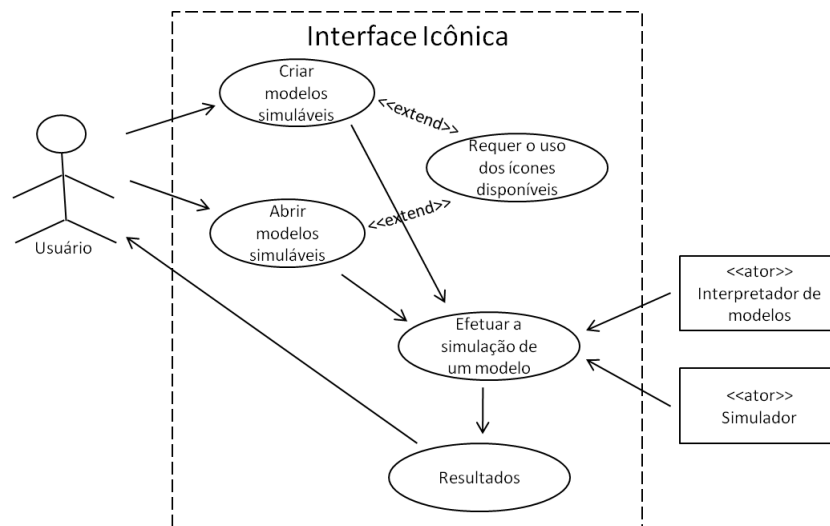 Interface Icônica
Criar
modelos
simuláveis
<<extend>>
Requer o uso
dos ícones
disponíveis
<<extend>>
Abrir
modelos
simuláveis
Usuário
<<ator>>
Interpretador de
modelos
Efetuar a
simulação de
um modelo
<<ator>>
Simulador
Resultados